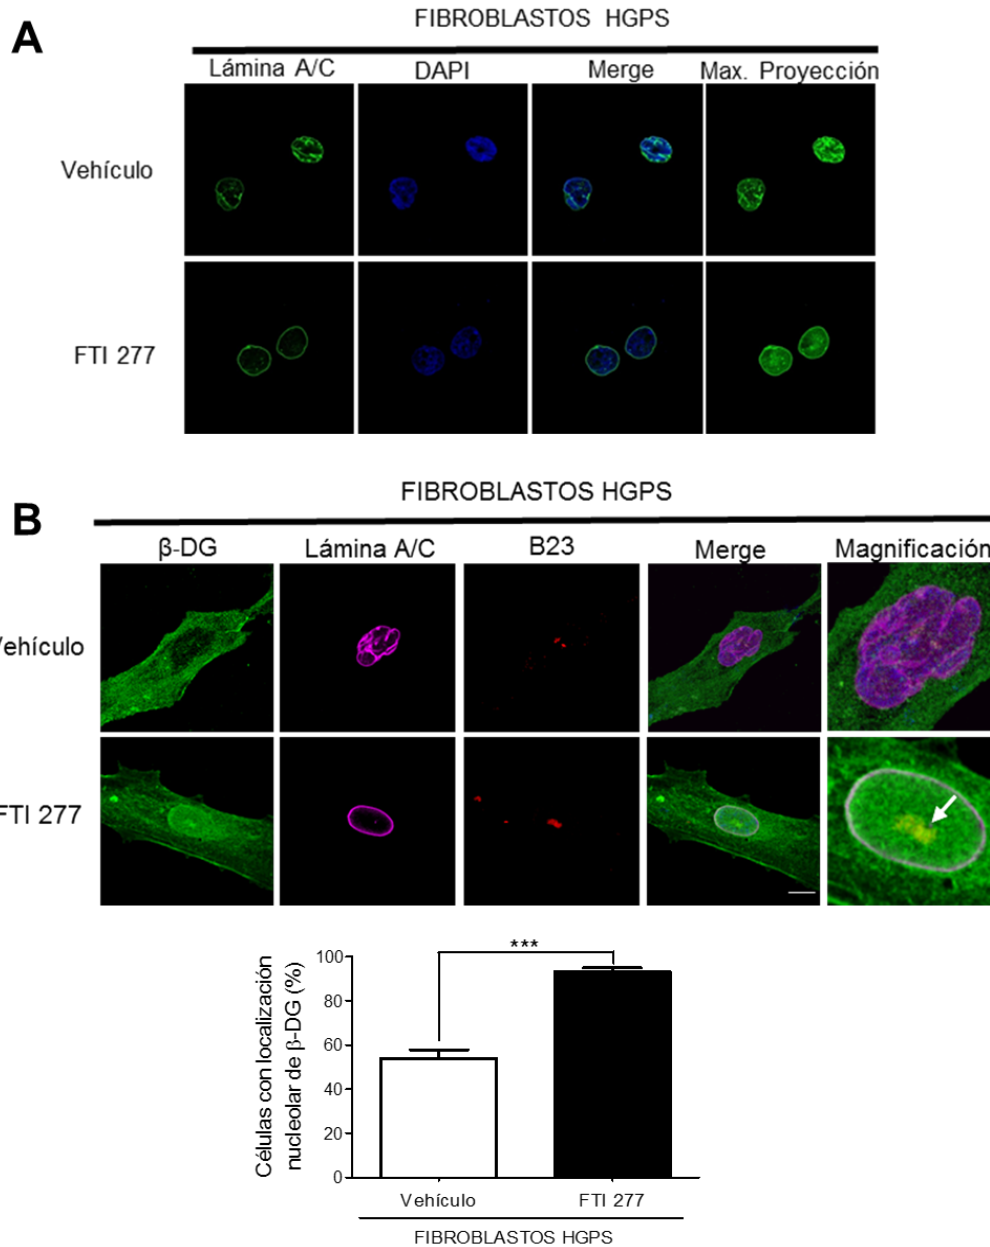 A
FIBROBLASTOS HGPS
Lámina A/C DAPI Merge Max. Proyección
Vehículo
FTI 277
B
FIBROBLASTOS HGPS
β-DG Lámina A/C B23 Merge Magnificación
Vehículo
FTI 277
***
Células con localización
nucleolar de β-DG (%)
100
80
60
40
20
0
Vehículo FTI 277
FIBROBLASTOS HGPS